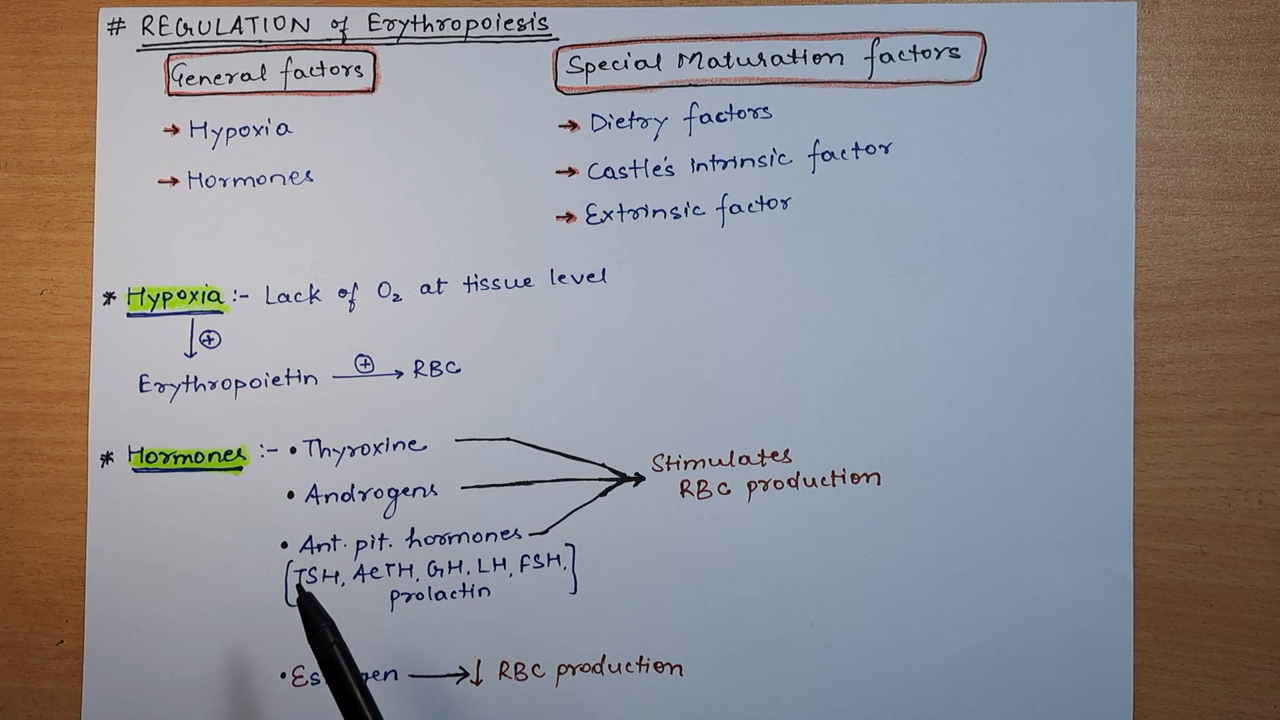 # REGULATION of Erythropoiesis
General factors
→ Hypoxia
→ Hormones
Special Maturation factors
→ Dietry factors
→ Castle's intrinsic factor
→ Extrinsic factor
* Hypoxia :- Lack of O₂ at tissue level
↓ ⊕
Erythropoietin ⊕→ RBC
* Hormones :- • Thyroxine
• Androgens
• Ant. pit. hormones
[TSH, ACTH, GH, LH, FSH,
prolactin]
Stimulates
RBC production
• → ↓ RBC production